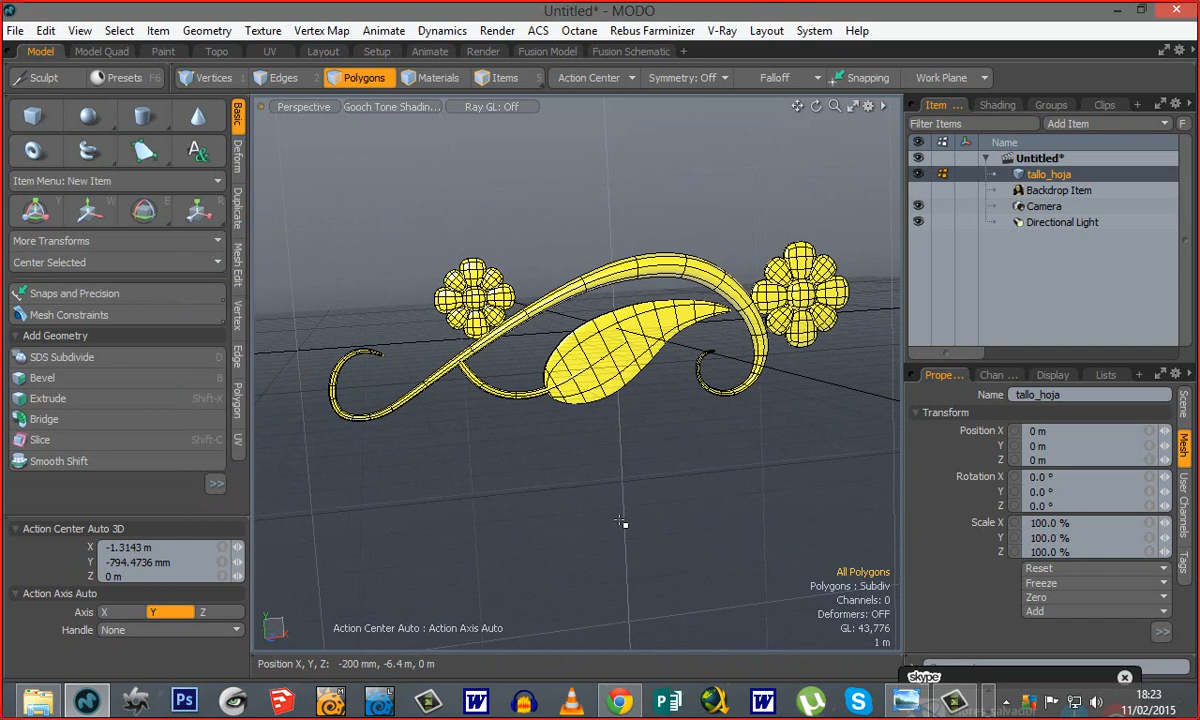 Untitled* - MODO
File Edit View Select Item Geometry Texture Vertex Map Animate Dynamics Render ACS Octane Rebus Farminizer V-Ray Layout System Help
Model Model Quad Paint Topo UV Layout Setup Animate Render Fusion Model Fusion Schematic +
Sculpt Presets F6 Vertices 1 Edges 2 Polygons Materials Items 5 Action Center Symmetry: Off Falloff Snapping Work Plane
Perspective Gooch Tone Shadin... Ray GL: Off
Basic
Deform
Duplicate
Mesh Edit
Vertex
Edge
Polygon
UV
Item Menu: New Item
More Transforms
Center Selected
Snaps and Precision
Mesh Constraints
Add Geometry
SDS Subdivide D
Bevel B
Extrude Shift-X
Bridge
Slice Shift-C
Smooth Shift
>>
Action Center Auto 3D
X -1.3143 m
Y -794.4736 mm
Z 0 m
Action Axis Auto
Axis X Y Z
Handle None
All Polygons
Polygons : Subdiv
Channels: 0
Deformers: OFF
GL: 43,776
1 m
Action Center Auto : Action Axis Auto
Position X, Y, Z: -200 mm, -6.4 m, 0 m
Item ... Shading Groups Clips +
Filter Items Add Item F
Name
Untitled*
tallo_hoja
Backdrop Item
Camera
Directional Light
Prope... Chan ... Display Lists +
Name tallo_hoja
Transform
Position X 0 m
Y 0 m
Z 0 m
Rotation X 0.0 °
Y 0.0 °
Z 0.0 °
Scale X 100.0 %
Y 100.0 %
Z 100.0 %
Reset
Freeze
Zero
Add
>>
Scene
Mesh
User Channels
Tags
skype
18:23
11/02/2015